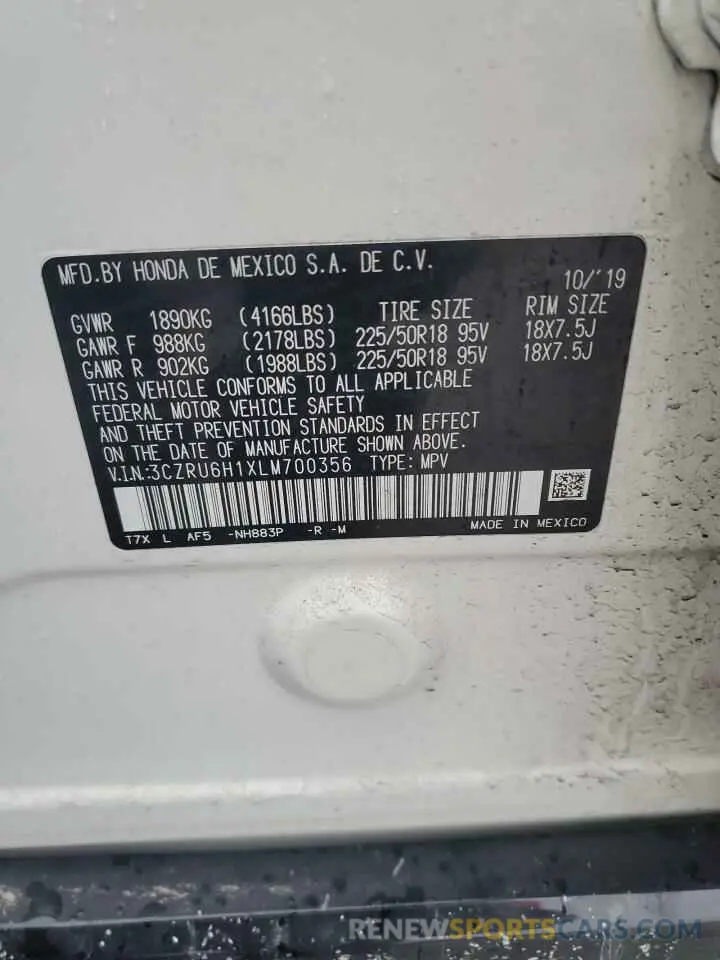 MFD.BY HONDA DE MEXICO S.A. DE C.V. 10/'19
GVWR 1890KG (4166LBS) TIRE SIZE RIM SIZE
GAWR F 988KG (2178LBS) 225/50R18 95V 18X7.5J
GAWR R 902KG (1988LBS) 225/50R18 95V 18X7.5J
THIS VEHICLE CONFORMS TO ALL APPLICABLE
FEDERAL MOTOR VEHICLE SAFETY
AND THEFT PREVENTION STANDARDS IN EFFECT
ON THE DATE OF MANUFACTURE SHOWN ABOVE.
V.I.N.:3CZRU6H1XLM700356 TYPE: MPV
T7X L AF5 -NH883P -R -M MADE IN MEXICO
RENEWSPORTCARS.COM